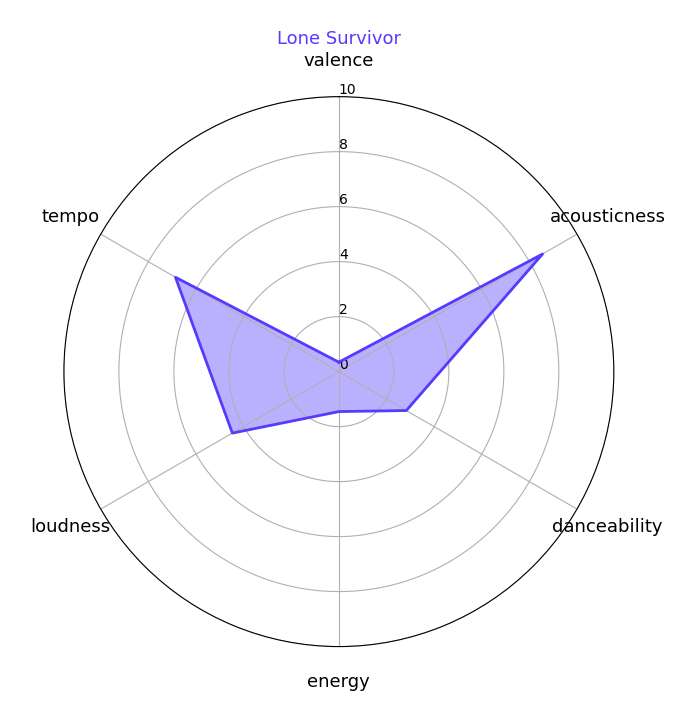 Lone Survivor
valence
10
8
tempo
acousticness
6
4
2
0
loudness
danceability
energy